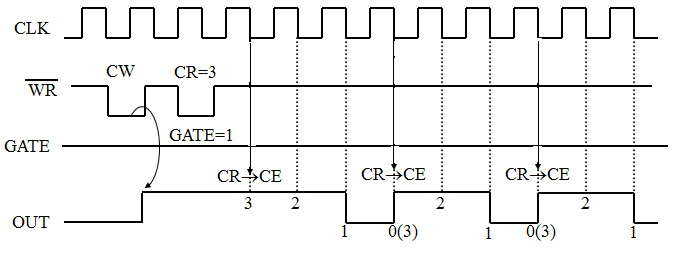 CLK
CW CR=3
WR
GATE=1
GATE
CR→CE CR→CE CR→CE
3 2 2 2
OUT
1 0(3) 1 0(3) 1